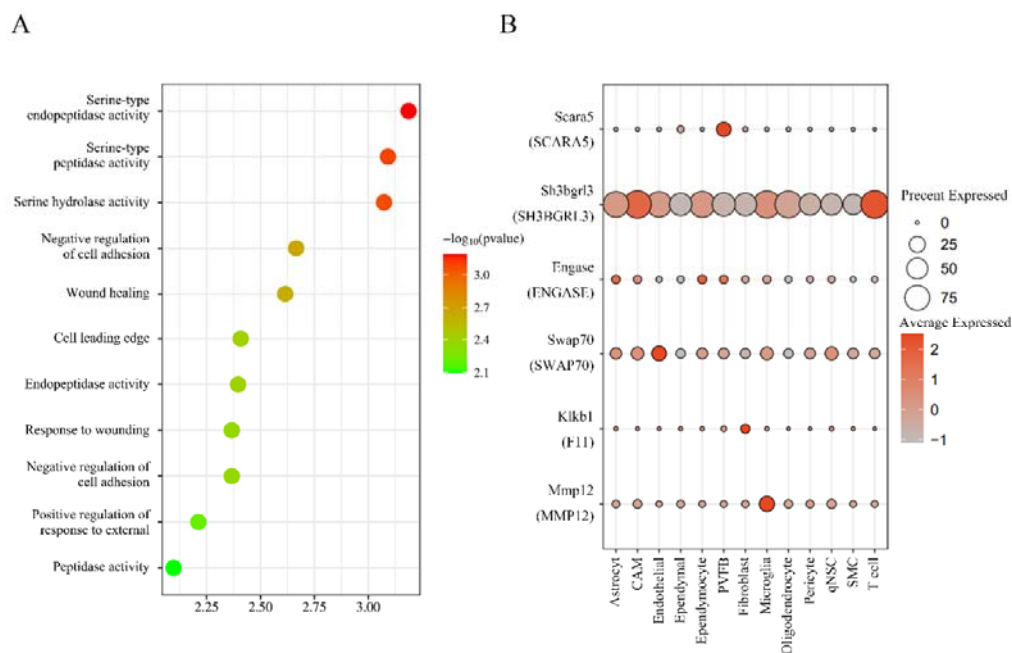 A
B
Serine-type
endopeptidase activity
Serine-type
peptidase activity
Serine hydrolase activity
Negative regulation
of cell adhesion
Wound healing
Cell leading edge
Endopeptidase activity
Response to wounding
Negative regulation of
cell adhesion
Positive regulation of
response to external
Peptidase activity
2.25
2.50
2.75
3.00
−log10(pvalue)
3.0
2.7
2.4
2.1
Scara5
(SCARA5)
Sh3bgrl3
(SH3BGRL3)
Engase
(ENGASE)
Swap70
(SWAP70)
Klkb1
(F11)
Mmp12
(MMP12)
Astrocyt
CAM
Endothelial
Ependymal
Ependymocyte
PVFB
Fibroblast
Microglia
Oligodendrocyte
Pericyte
qNSC
SMC
T cell
Precent Expressed
0
25
50
75
Average Expressed
2
1
0
−1